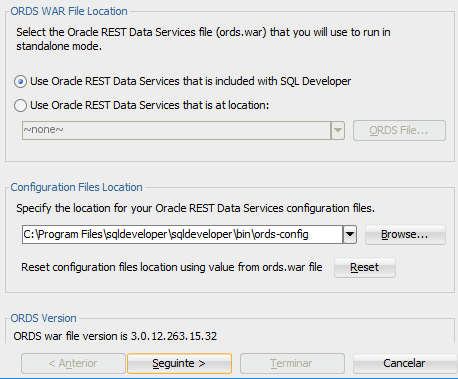 ORDS WAR File Location
Select the Oracle REST Data Services file (ords.war) that you will use to run in
standalone mode.
Use Oracle REST Data Services that is included with SQL Developer
Use Oracle REST Data Services that is at location:
~none~ ORDS File...
Configuration Files Location
Specify the location for your Oracle REST Data Services configuration files.
C:\Program Files\sqldeveloper\sqldeveloper\bin\ords-config Browse...
Reset configuration files location using value from ords.war file Reset
ORDS Version
ORDS war file version is 3.0.12.263.15.32
< Anterior Seguinte > Terminar Cancelar